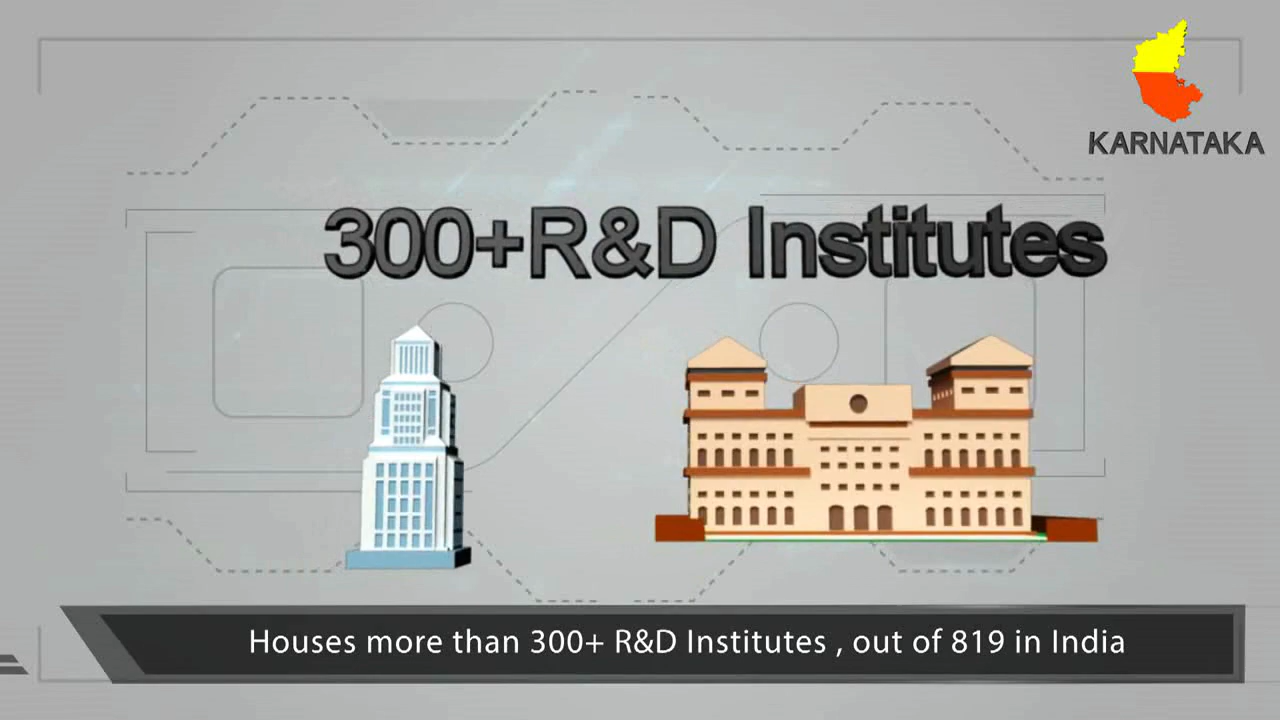 KARNATAKA
300+R&D Institutes
Houses more than 300+ R&D Institutes , out of 819 in India